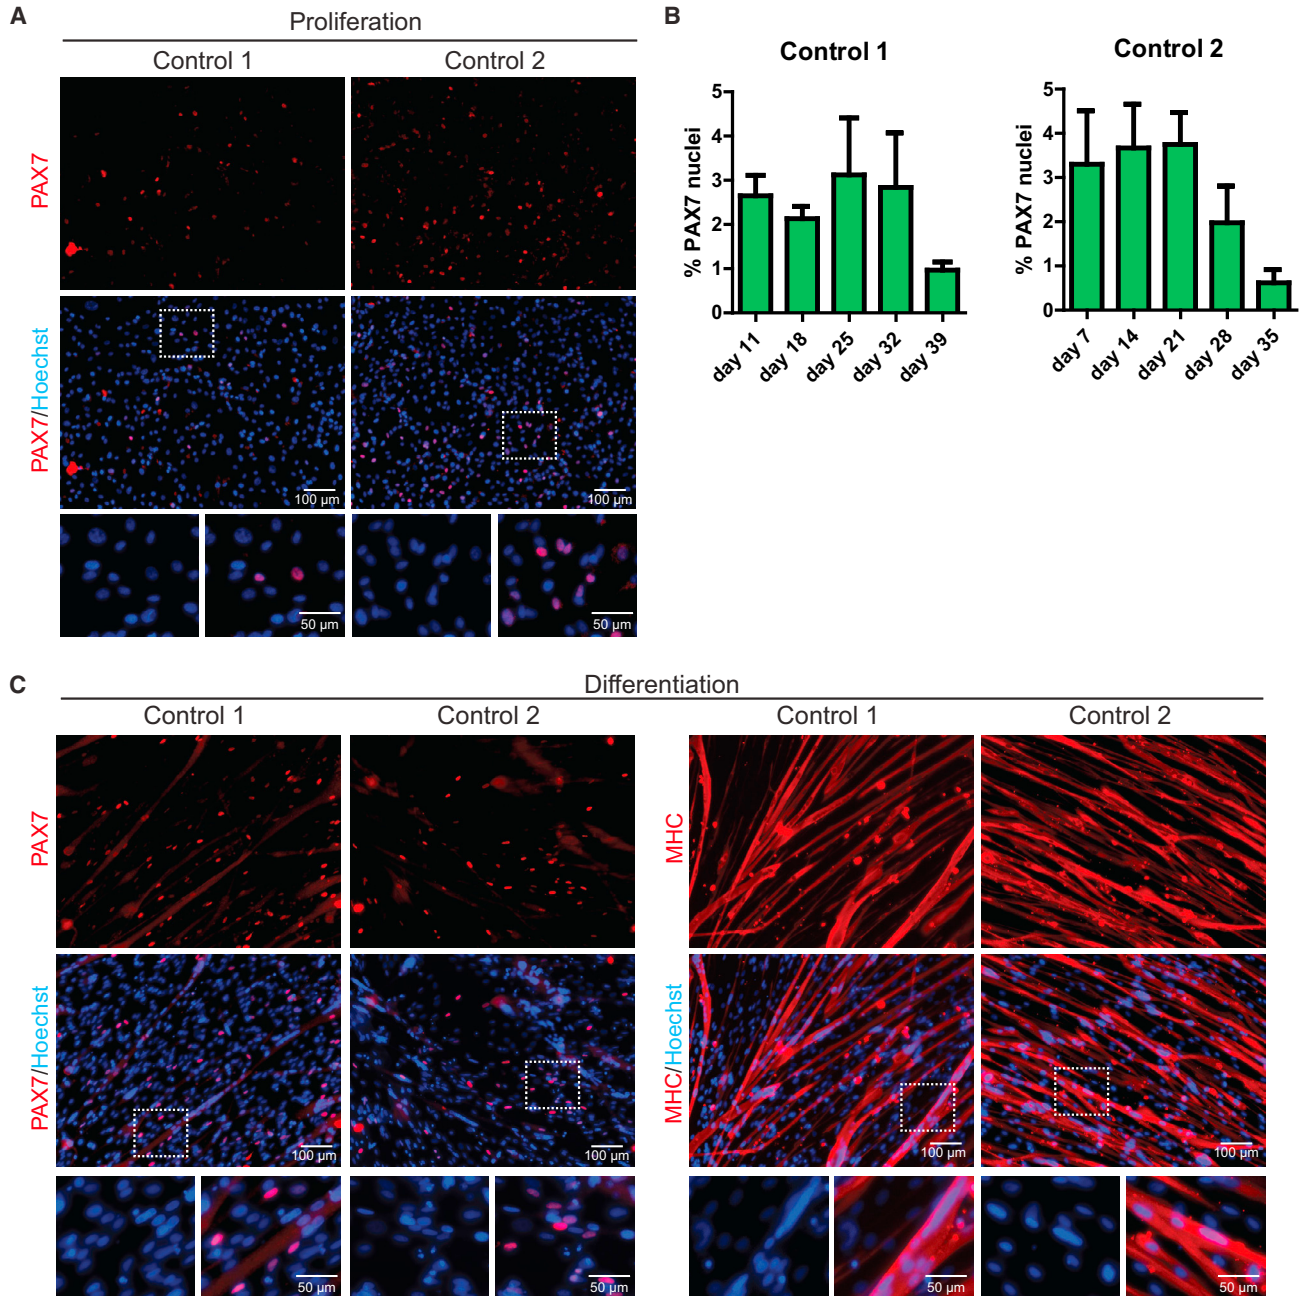 A
Proliferation
Control 1
Control 2
PAX7
PAX7/Hoechst
100 µm
100 µm
50 µm
50 µm
B
Control 1
% PAX7 nuclei
5
4
3
2
1
0
day 11
day 18
day 25
day 32
day 39
Control 2
% PAX7 nuclei
5
4
3
2
1
0
day 7
day 14
day 21
day 28
day 35
C
Differentiation
Control 1
Control 2
Control 1
Control 2
PAX7
MHC
PAX7/Hoechst
MHC/Hoechst
100 µm
100 µm
100 µm
100 µm
50 µm
50 µm
50 µm
50 µm